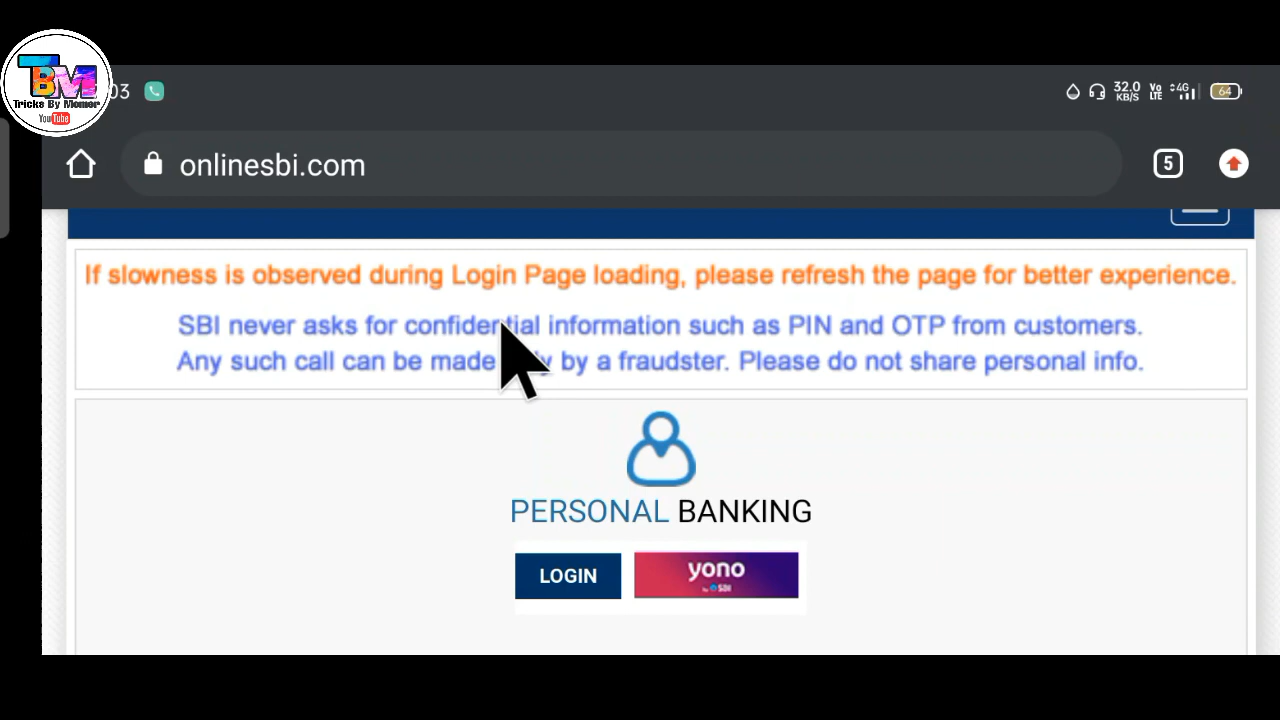 TBM
Tricks By Momer
YouTube
03
32.0
KB/S
Vo
LTE
4G
64
onlinesbi.com
5
If slowness is observed during Login Page loading, please refresh the page for better experience.
SBI never asks for confidential information such as PIN and OTP from customers.
Any such call can be made by a fraudster. Please do not share personal info.
PERSONAL BANKING
LOGIN
yono
by SBI